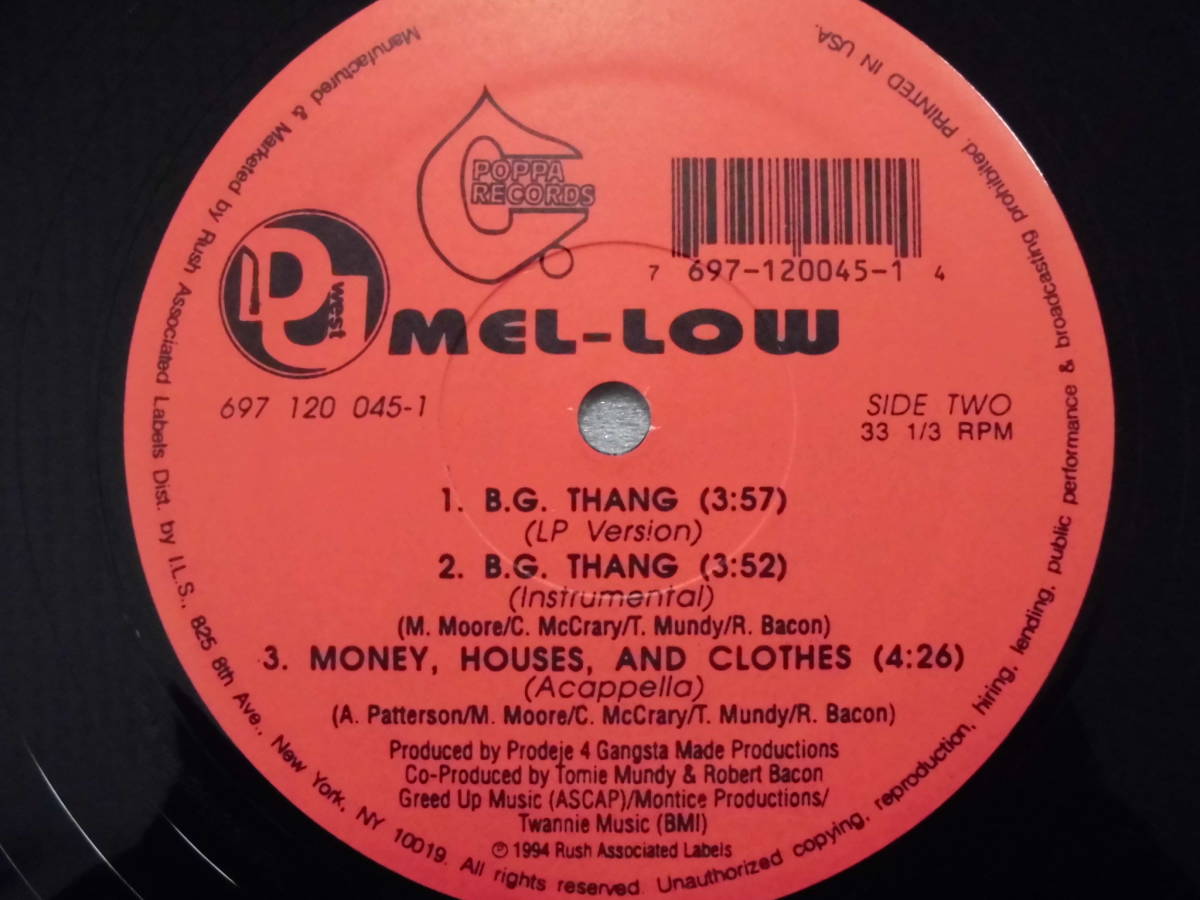 POPPA
RECORDS
west
7 697-120045-1 4
MEL-LOW
697 120 045-1
SIDE TWO
33 1/3 RPM
1. B.G. THANG (3:57)
(LP Version)
2. B.G. THANG (3:52)
(Instrumental)
(M. Moore/C. McCrary/T. Mundy/R. Bacon)
3. MONEY, HOUSES, AND CLOTHES (4:26)
(Acappella)
(A. Patterson/M. Moore/C. McCrary/T. Mundy/R. Bacon)
Produced by Prodeje 4 Gangsta Made Productions
Co-Produced by Tomie Mundy & Robert Bacon
Greed Up Music (ASCAP)/Montice Productions/
Twannie Music (BMI)
℗ 1994 Rush Associated Labels
Manufactured & Marketed by Rush Associated Labels Dist. by I.L.S., 825 8th Ave., New York, NY 10019. All rights reserved. Unauthorized copying, reproduction, hiring, lending, public performance & broadcasting prohibited. PRINTED IN USA.